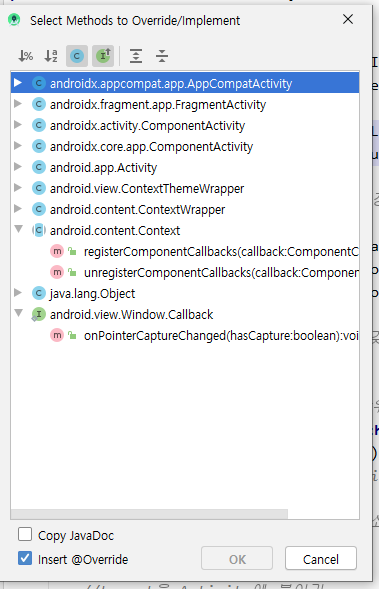 Select Methods to Override/Implement
androidx.appcompat.app.AppCompatActivity
androidx.fragment.app.FragmentActivity
androidx.activity.ComponentActivity
androidx.core.app.ComponentActivity
android.app.Activity
android.view.ContextThemeWrapper
android.content.ContextWrapper
android.content.Context
registerComponentCallbacks(callback:ComponentC
unregisterComponentCallbacks(callback:Componen
java.lang.Object
android.view.Window.Callback
onPointerCaptureChanged(hasCapture:boolean):voi
Copy JavaDoc
Insert @Override
OK
Cancel